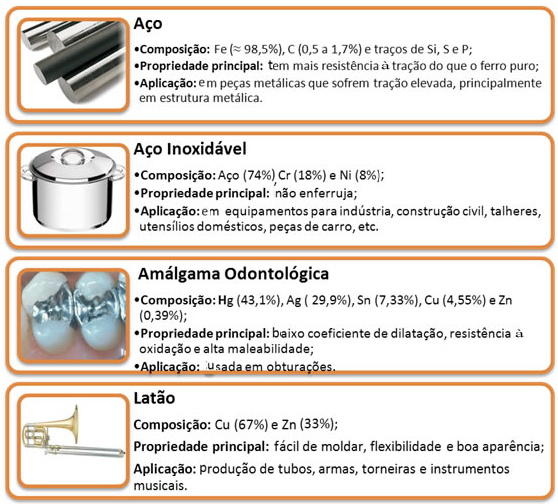 Aço
•Composição: Fe (≈ 98,5%), C (0,5 a 1,7%) e traços de Si, S e P;
•Propriedade principal: tem mais resistência à tração do que o ferro puro;
•Aplicação: em peças metálicas que sofrem tração elevada, principalmente
em estrutura metálica.
Aço Inoxidável
•Composição: Aço (74%), Cr (18%) e Ni (8%);
•Propriedade principal: não enferruja;
•Aplicação: em equipamentos para indústria, construção civil, talheres,
utensílios domésticos, peças de carro, etc.
Amálgama Odontológica
•Composição: Hg (43,1%), Ag ( 29,9%), Sn (7,33%), Cu (4,55%) e Zn
(0,39%);
•Propriedade principal: baixo coeficiente de dilatação, resistência à
oxidação e alta maleabilidade;
•Aplicação: usada em obturações.
Latão
Composição: Cu (67%) e Zn (33%);
Propriedade principal: fácil de moldar, flexibilidade e boa aparência;
Aplicação: produção de tubos, armas, torneiras e instrumentos
musicais.